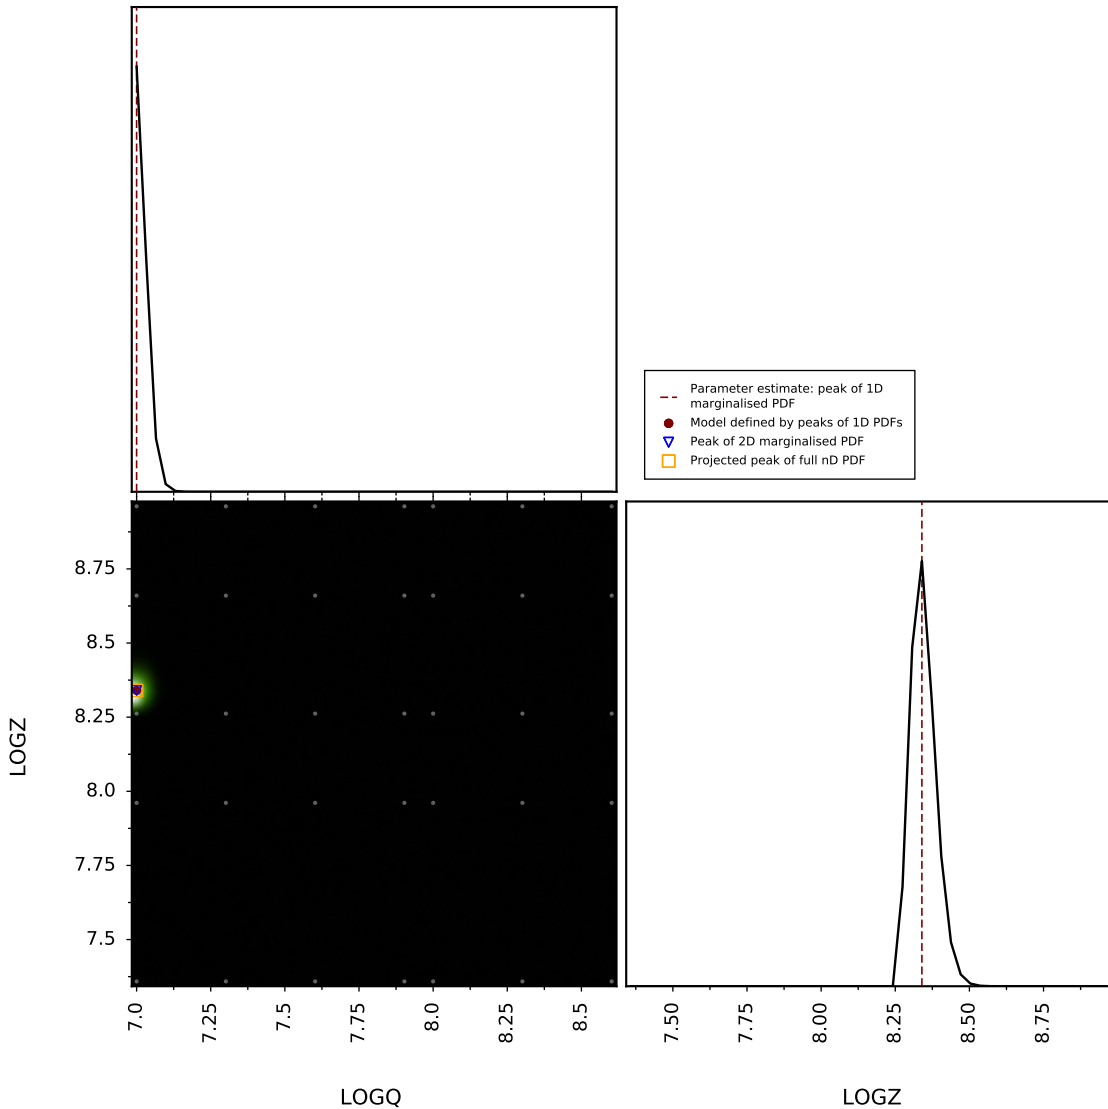 Parameter estimate: peak of 1D
marginalised PDF
Model defined by peaks of 1D PDFs
Peak of 2D marginalised PDF
Projected peak of full nD PDF
8.75
8.5
8.25
8.0
7.75
7.5
LOGZ
7.0
7.25
7.5
7.75
8.0
8.25
8.5
LOGQ
7.50
7.75
8.00
8.25
8.50
8.75
LOGZ